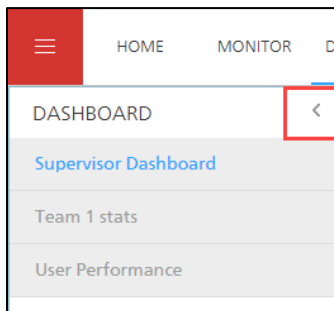 HOME MONITOR D
DASHBOARD
Supervisor Dashboard
Team 1 stats
User Performance